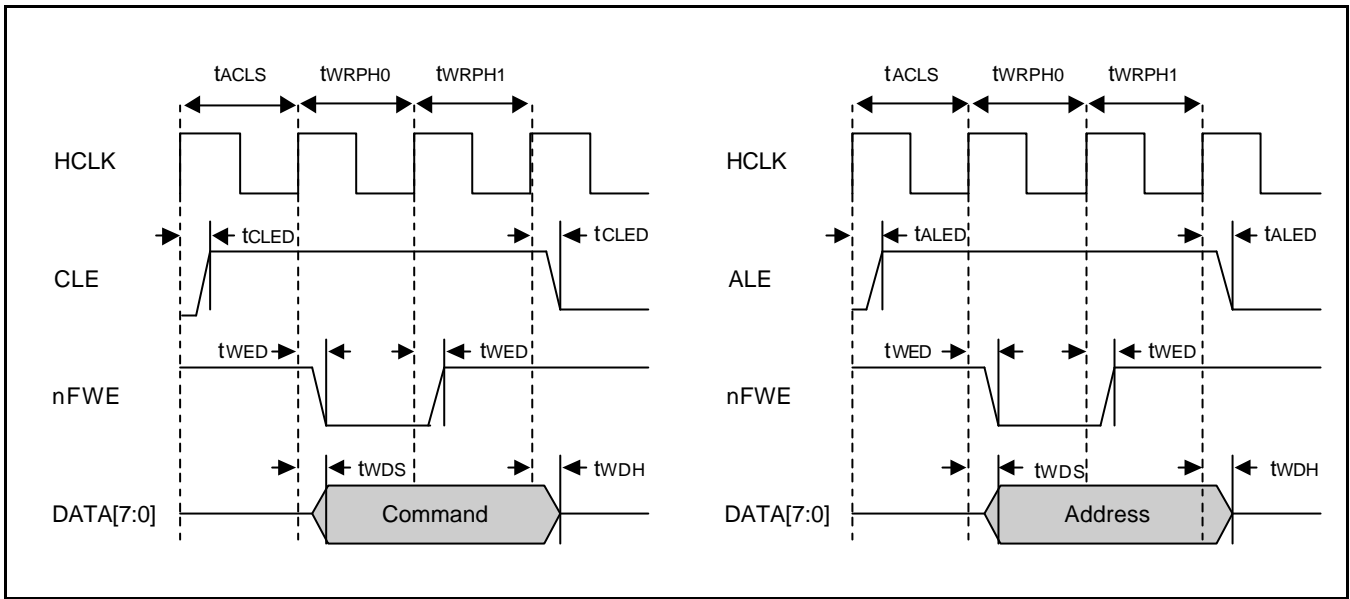 tACLS tWRPH0 tWRPH1 tACLS tWRPH0 tWRPH1
HCLK HCLK
tCLED tCLED tALED tALED
CLE ALE
tWED tWED tWED tWED
nFWE nFWE
tWDS tWDH tWDS tWDH
DATA[7:0] Command DATA[7:0] Address